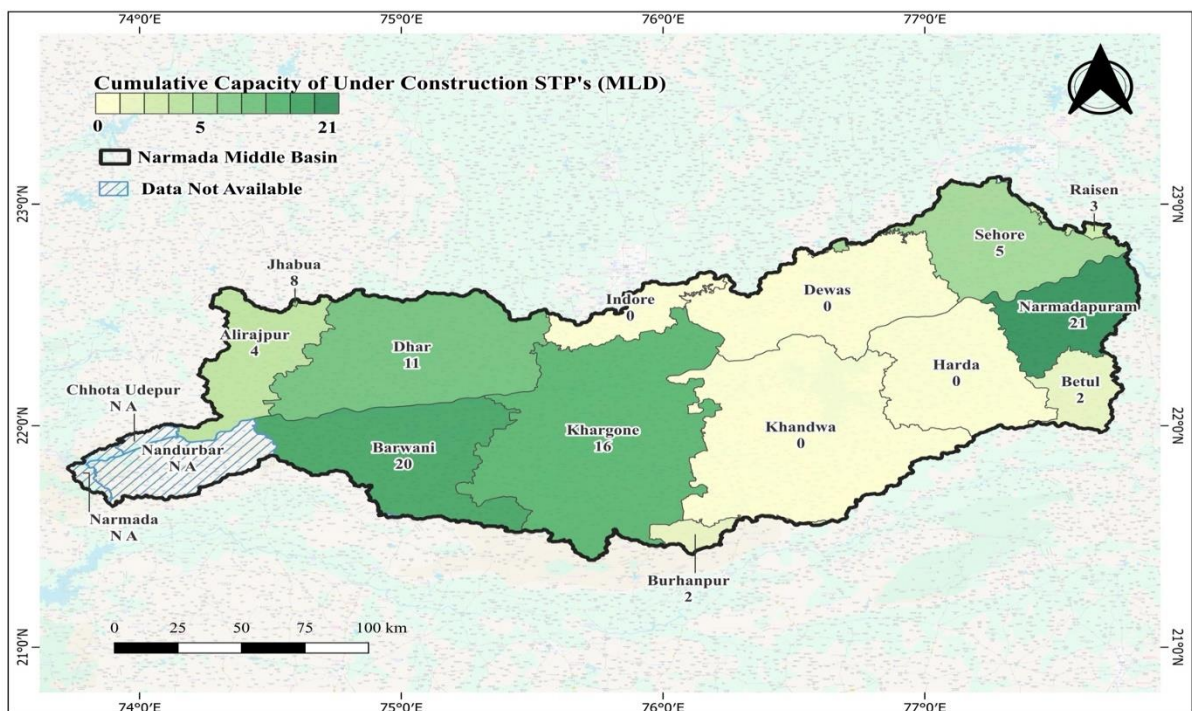 74°0'E 75°0'E 76°0'E 77°0'E
Cumulative Capacity of Under Construction STP's (MLD)
0 5 21
Narmada Middle Basin
Data Not Available
23°0'N
23°0'N
Raisen
3
Sehore
5
Jhabua
8
Indore
0
Dewas
0
Narmadapuram
21
Alirajpur
4
Dhar
11
Harda
0
Betul
2
Chhota Udepur
N A
22°0'N
22°0'N
Nandurbar
N A
Barwani
20
Khargone
16
Khandwa
0
Narmada
N A
Burhanpur
2
0 25 50 75 100 km
21°0'N
21°0'N
74°0'E 75°0'E 76°0'E 77°0'E